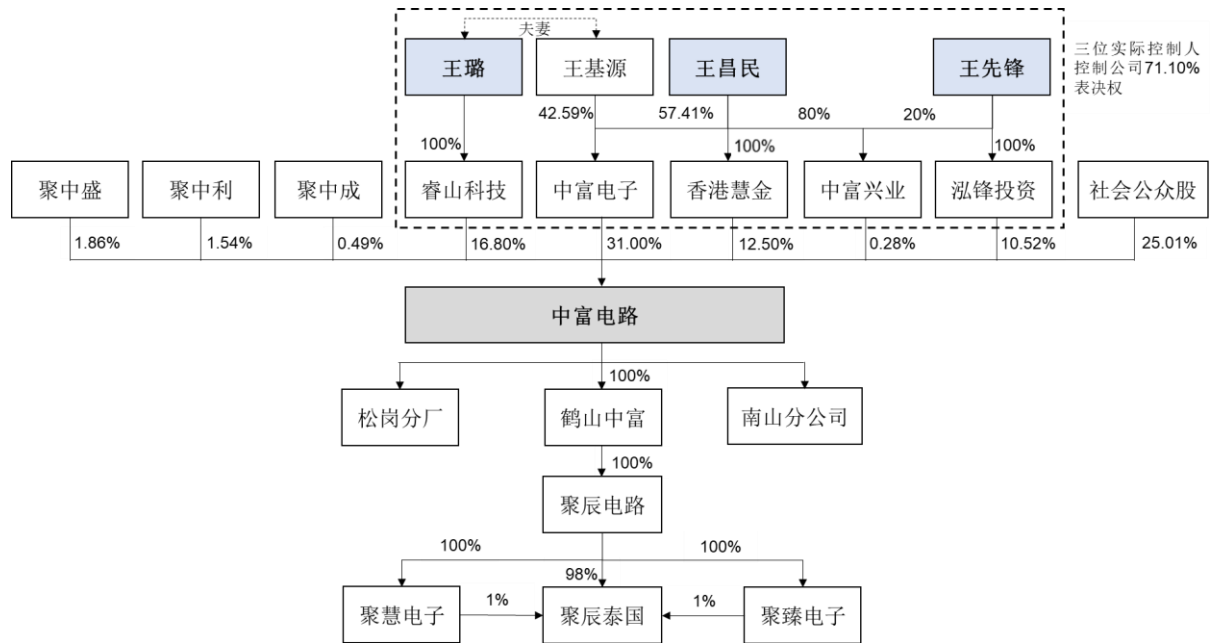 夫妻
王璐
王基源
王昌民
王先锋
三位实际控制人
控制公司71.10%
表决权
42.59%
57.41%
80%
20%
100%
100%
100%
聚中盛
聚中利
聚中成
睿山科技
中富电子
香港慧金
中富兴业
泓锋投资
社会公众股
1.86%
1.54%
0.49%
16.80%
31.00%
12.50%
0.28%
10.52%
25.01%
中富电路
100%
松岗分厂
鹤山中富
南山分公司
100%
聚辰电路
100%
100%
98%
聚慧电子
1%
聚辰泰国
1%
聚臻电子